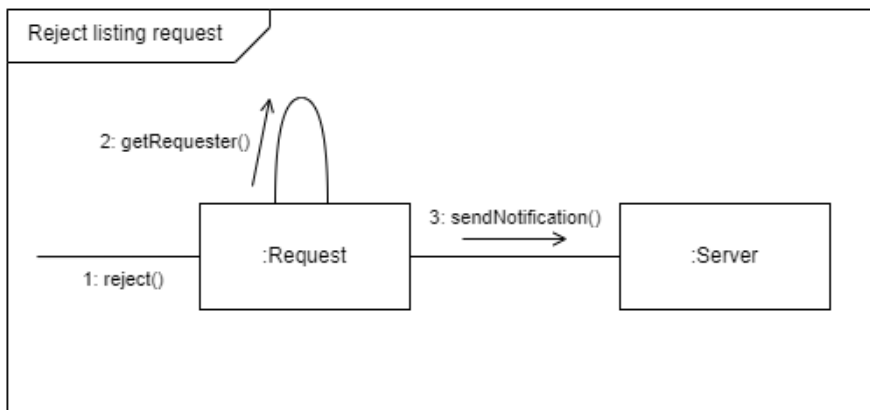 Reject listing request
2: getRequester()
3: sendNotification()
:Request
:Server
1: reject()